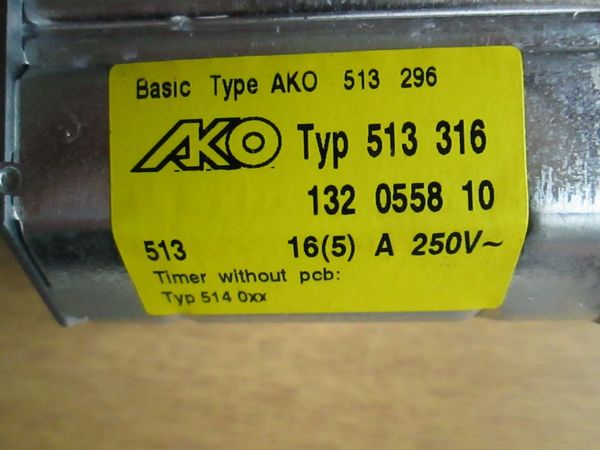 Basic Type AKO 513 296
AKO Typ 513 316
132 0558 10
513 16(5) A 250V~
Timer without pcb:
Typ 514 0xx